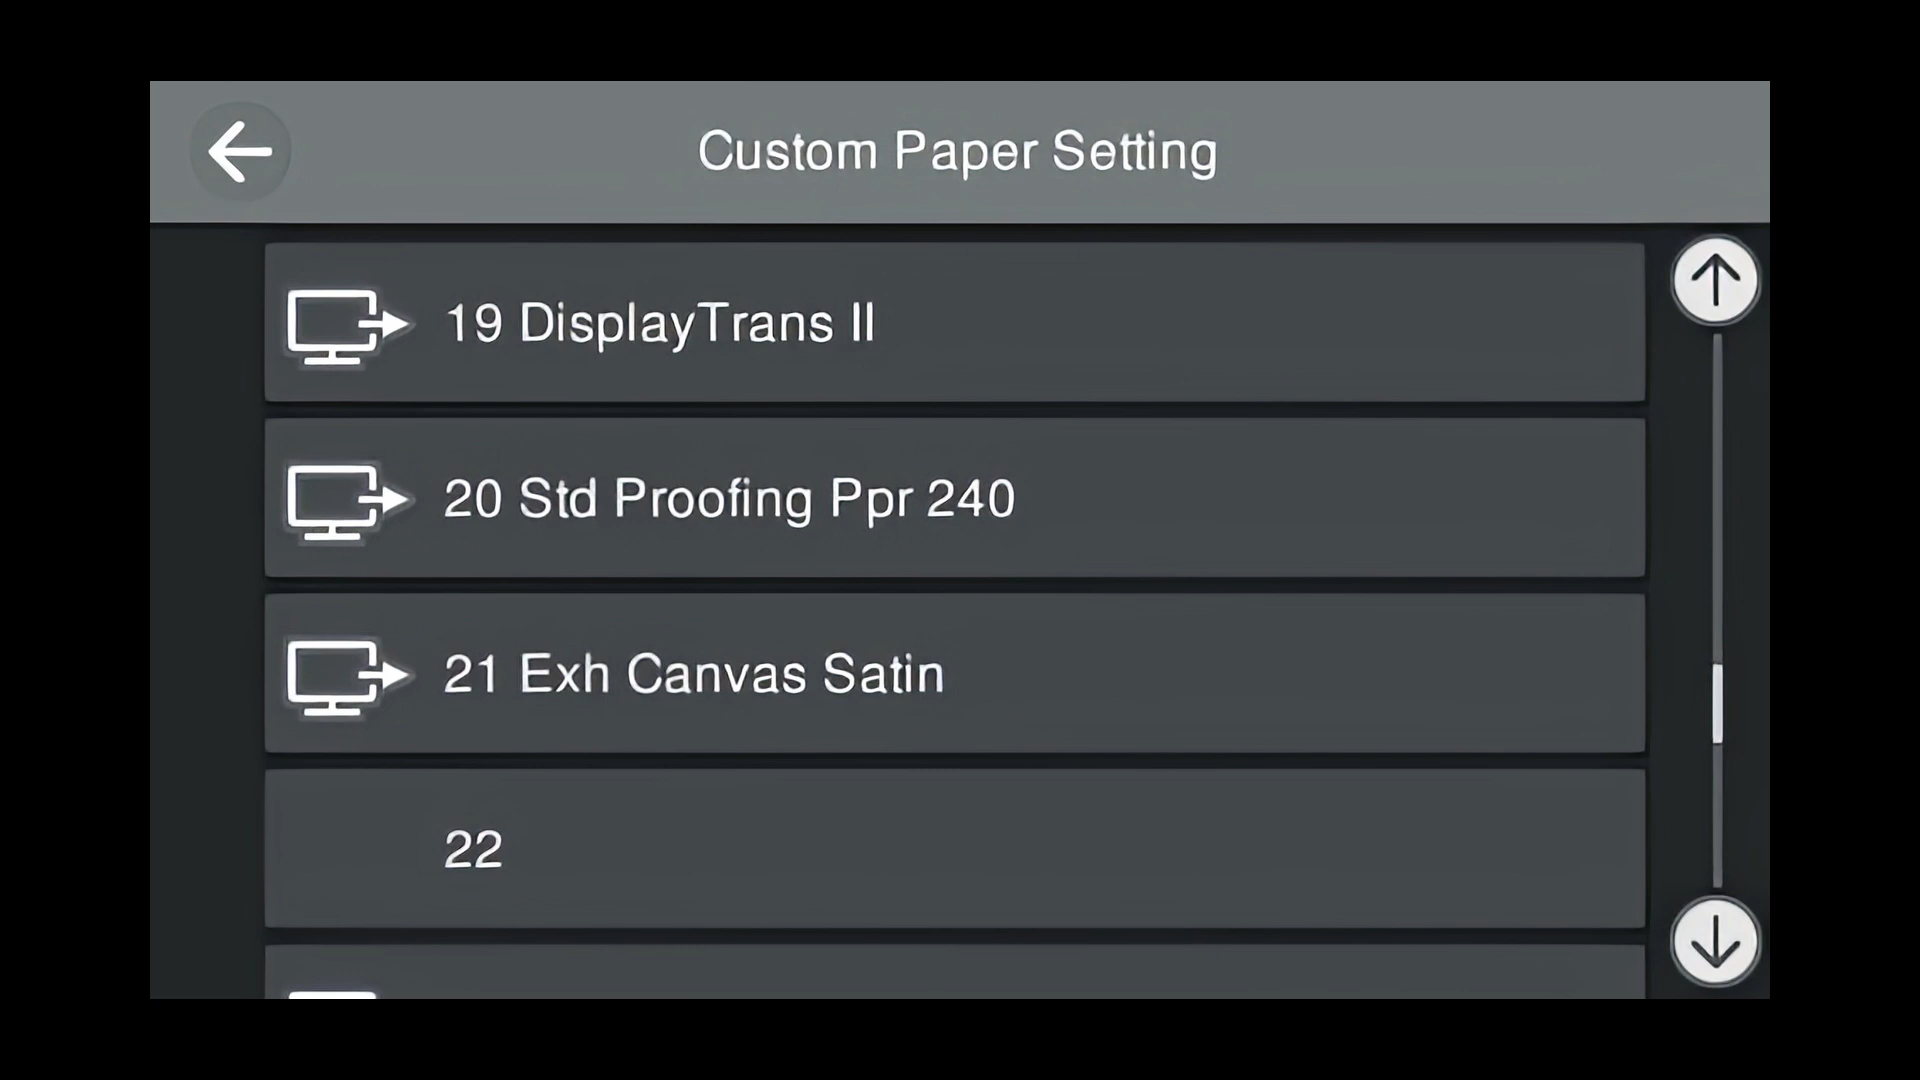 Custom Paper Setting
19 DisplayTrans II
20 Std Proofing Ppr 240
21 Exh Canvas Satin
22